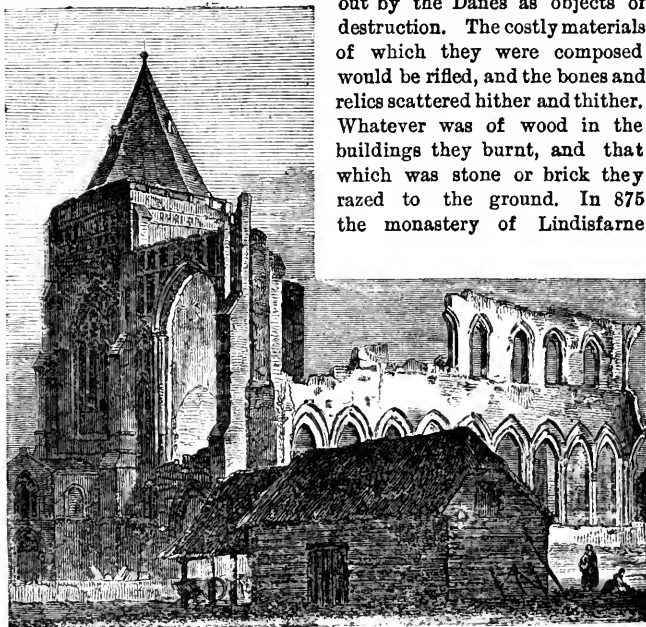 out by the Danes as objects of
destruction. The costly materials
of which they were composed
would be rifled, and the bones and
relics scattered hither and thither.
Whatever was of wood in the
buildings they burnt, and that
which was stone or brick they
razed to the ground. In 875
the monastery of Lindisfarne